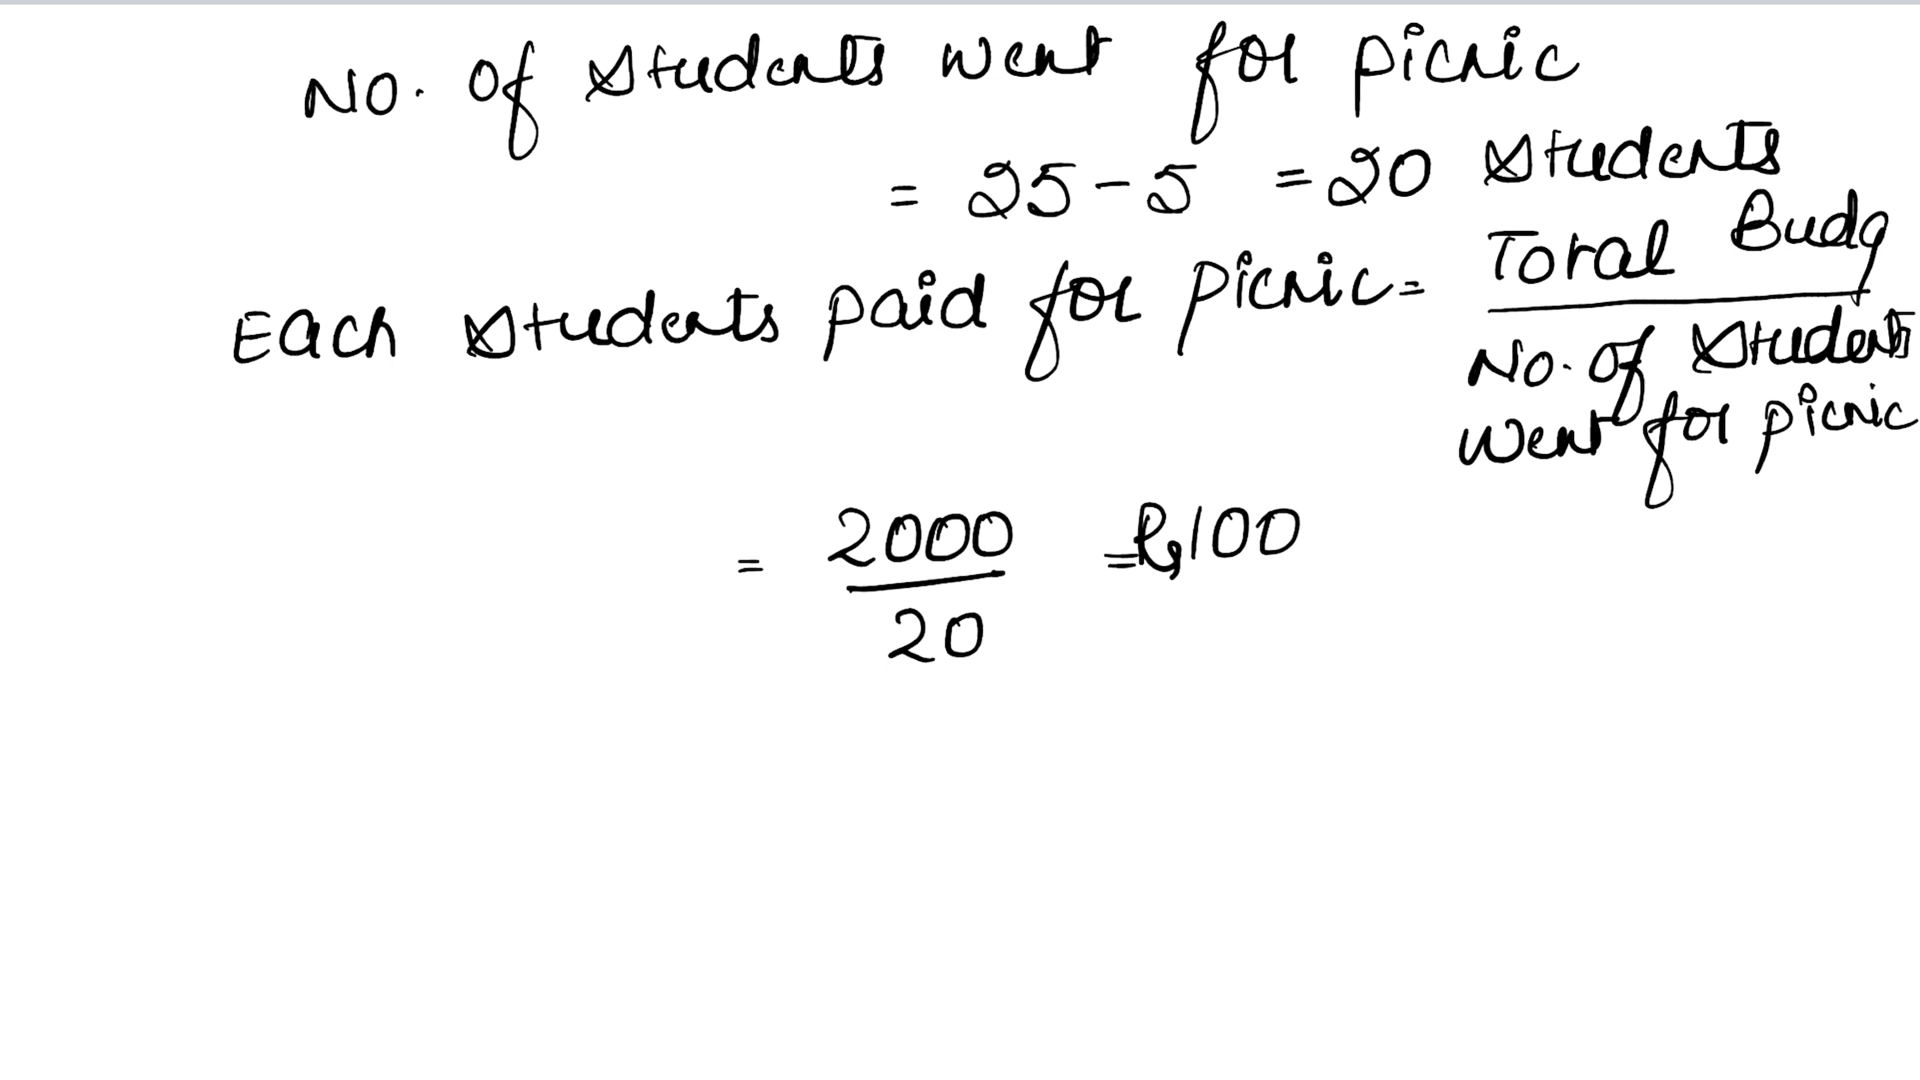 No. of students went for picnic
= 25 - 5 = 20 students
Each students paid for picnic = Total Budg
No. of students
went for picnic
= 2000 = Rs 100
20